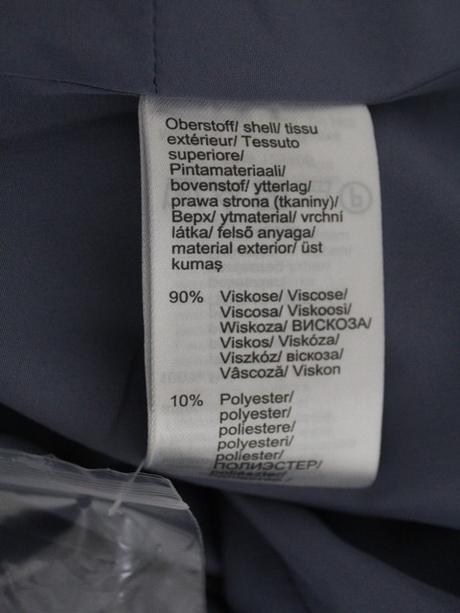 Oberstoff/ shell/ tissu
extérieur/ Tessuto
superiore/
Pintamateriaali/
bovenstof/ ytterlag/
prawa strona (tkaniny)/
Верх/ ytmaterial/ vrchní
látka/ felső anyaga/
material exterior/ üst
kumaş
90% Viskose/ Viscose/
Viscosa/ Viskoosi/
Wiskoza/ ВИСКОЗА/
Viskos/ Viskóza/
Viszkóz/ віскоза/
Vâscoză/ Viskon
10% Polyester/
polyester/
poliestere/
polyesteri/
poliester/
ПОЛИЭСТЕР/